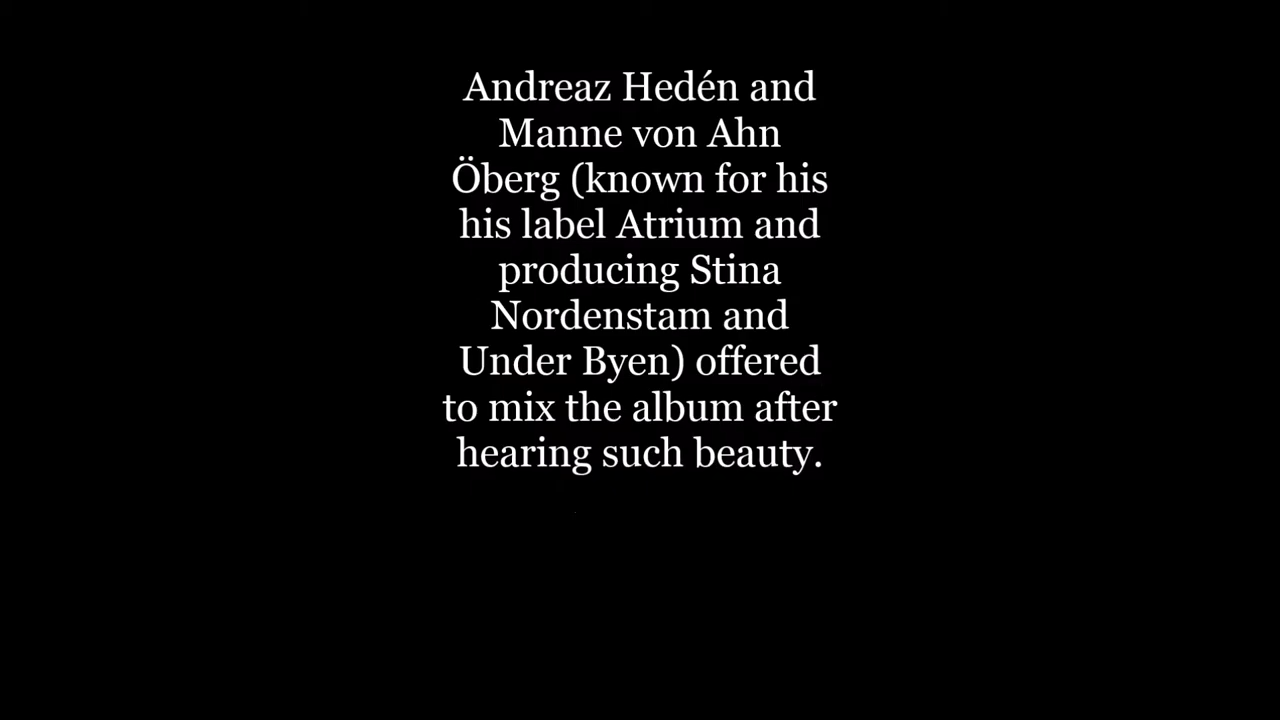 Andreaz Hedén and
Manne von Ahn
Öberg (known for his
his label Atrium and
producing Stina
Nordenstam and
Under Byen) offered
to mix the album after
hearing such beauty.